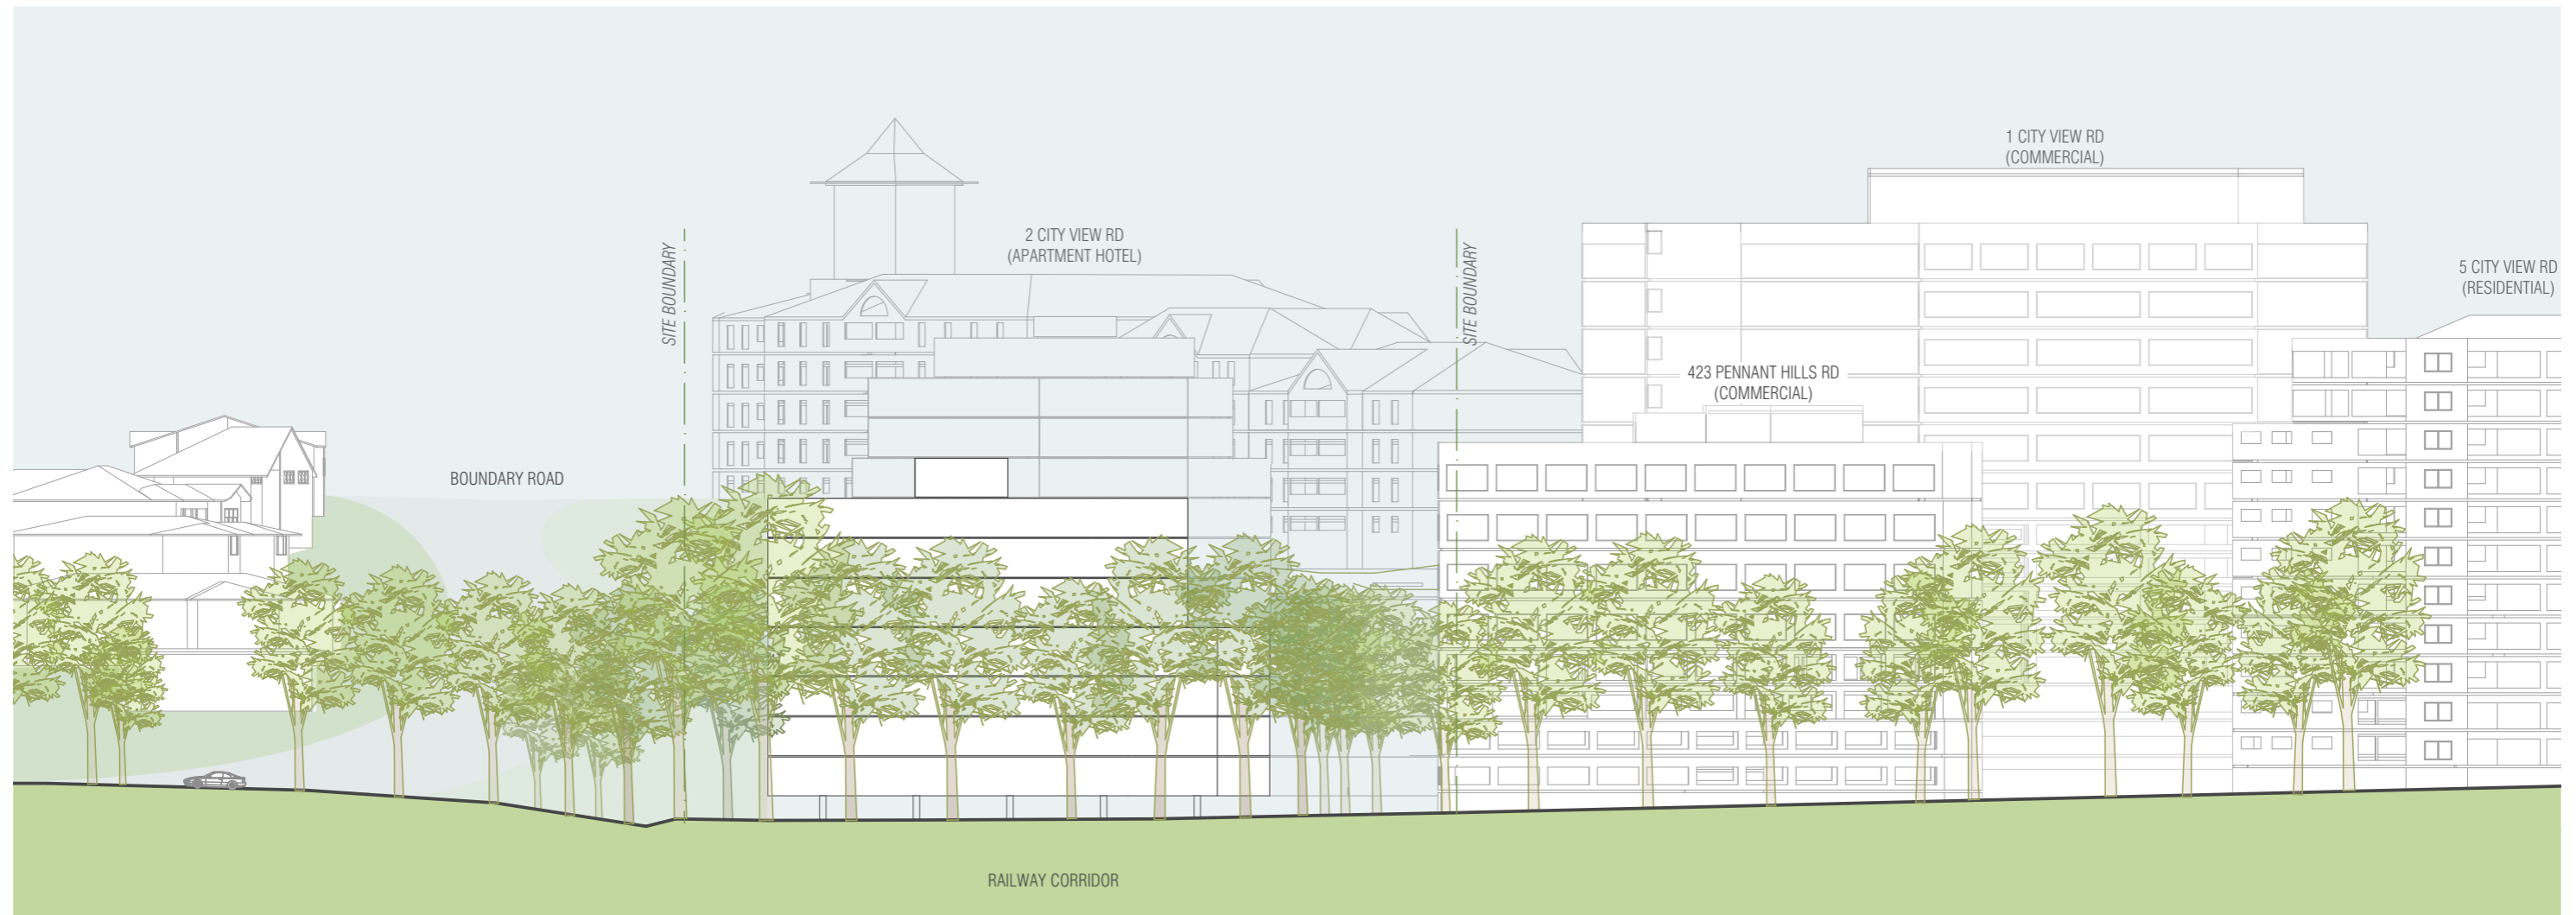 1 CITY VIEW RD
(COMMERCIAL)
2 CITY VIEW RD
(APARTMENT HOTEL)
SITE BOUNDARY
SITE BOUNDARY
5 CITY VIEW RD
(RESIDENTIAL)
423 PENNANT HILLS RD
(COMMERCIAL)
BOUNDARY ROAD
RAILWAY CORRIDOR